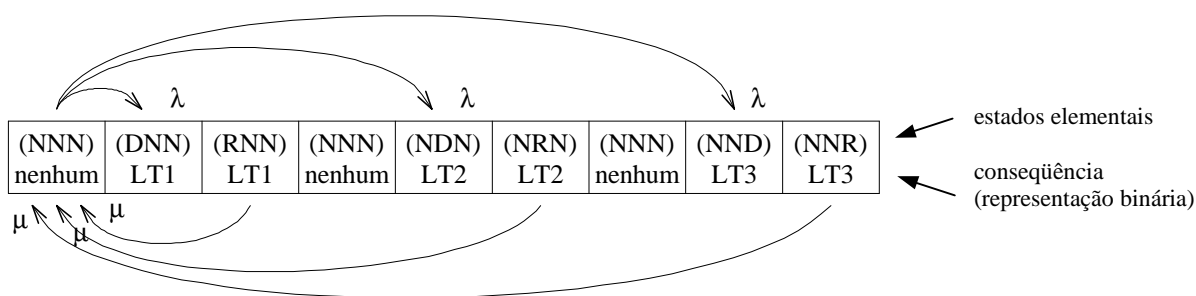 λ λ λ
(NNN) (DNN) (RNN) (NNN) (NDN) (NRN) (NNN) (NND) (NNR) estados elementais
nenhum LT1 LT1 nenhum LT2 LT2 nenhum LT3 LT3 conseqüência
(representação binária)
μ μ μ